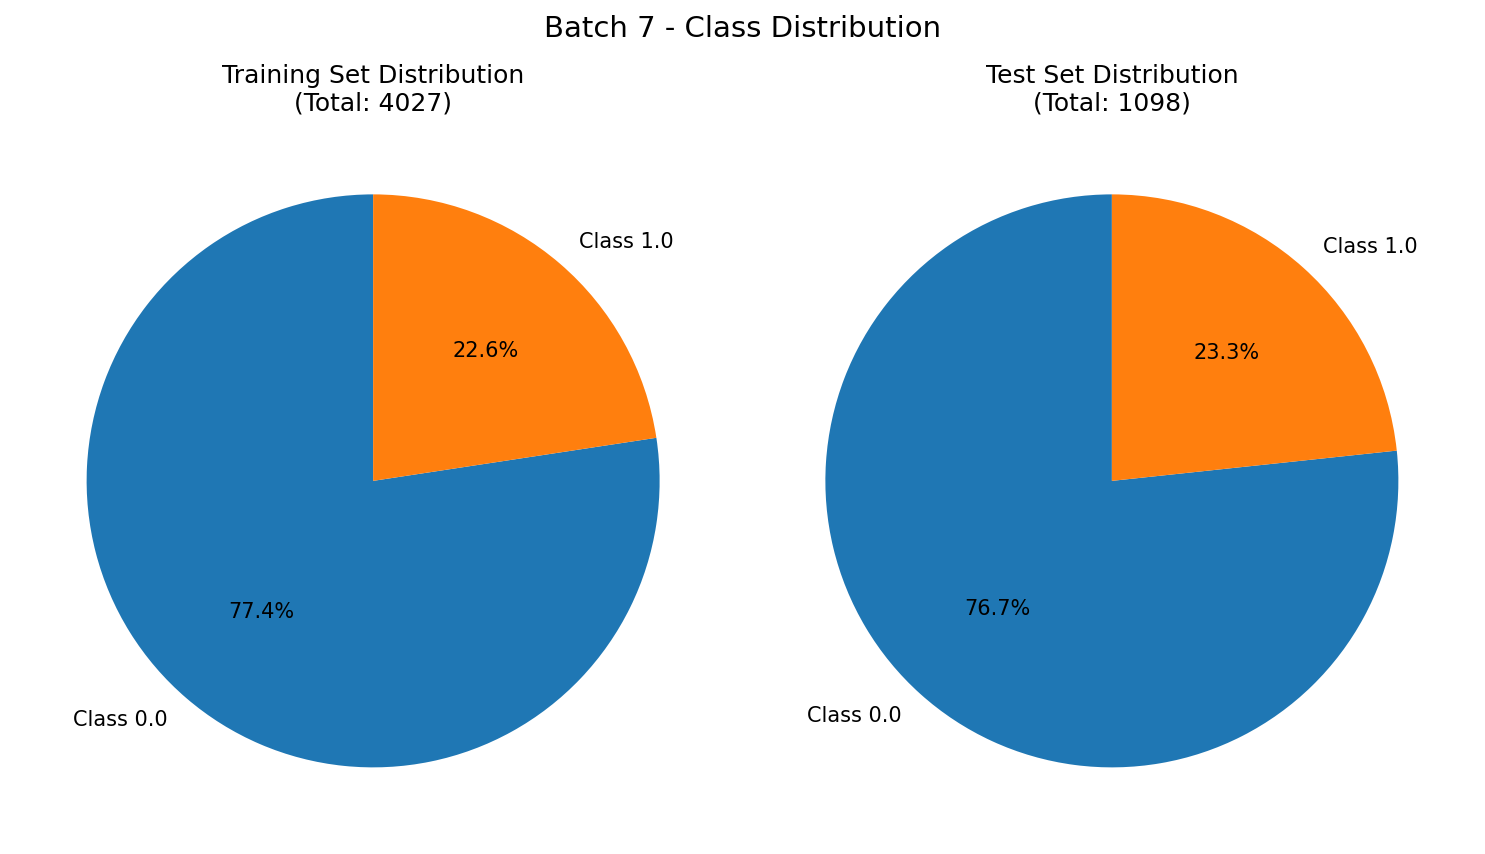 Batch 7 - Class Distribution
Training Set Distribution
(Total: 4027)
Class 1.0
22.6%
77.4%
Class 0.0
Test Set Distribution
(Total: 1098)
Class 1.0
23.3%
76.7%
Class 0.0